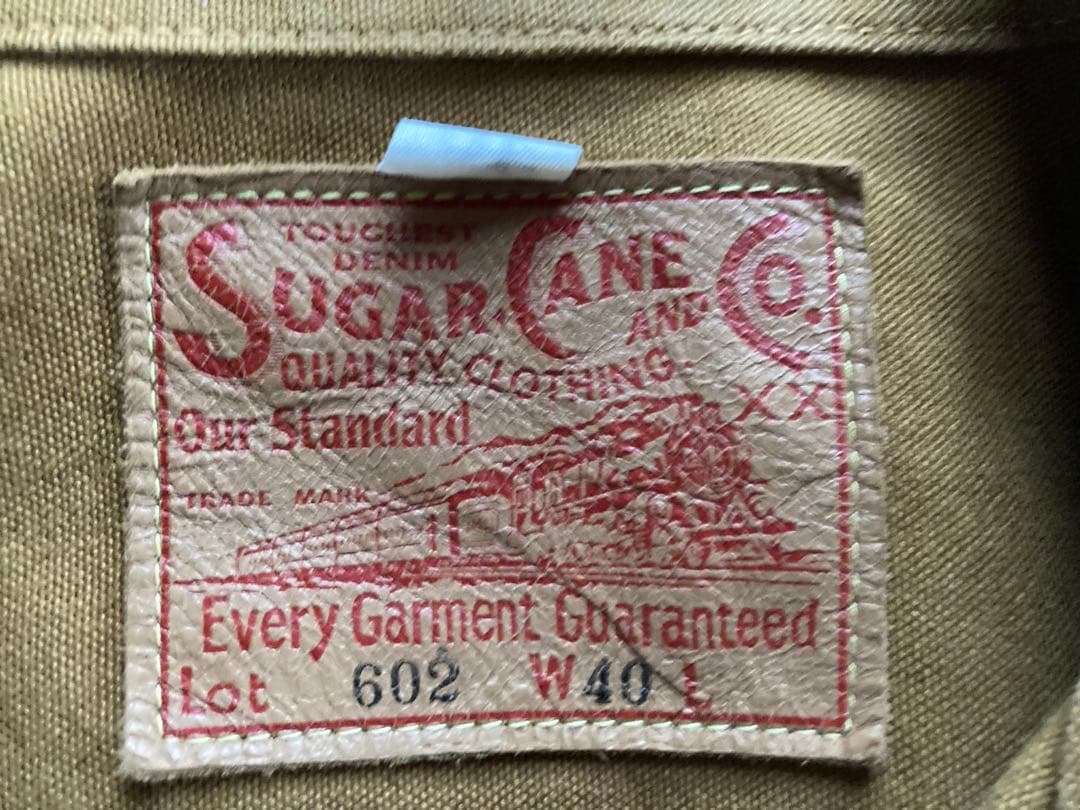 TOUGHEST
DENIM
SUGAR CANE CO.
AND
QUALITY CLOTHING
XX
Our Standard
TRADE MARK
Every Garment Guaranteed
Lot 602 W40 L